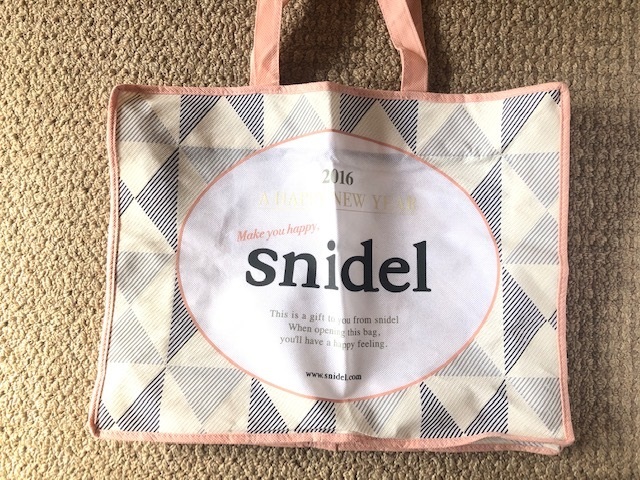 2016
A HAPPY NEW YEAR
Make you happy.
snidel
This is a gift to you from snidel
When opening this bag,
you'll have a happy feeling.
www.snidel.com